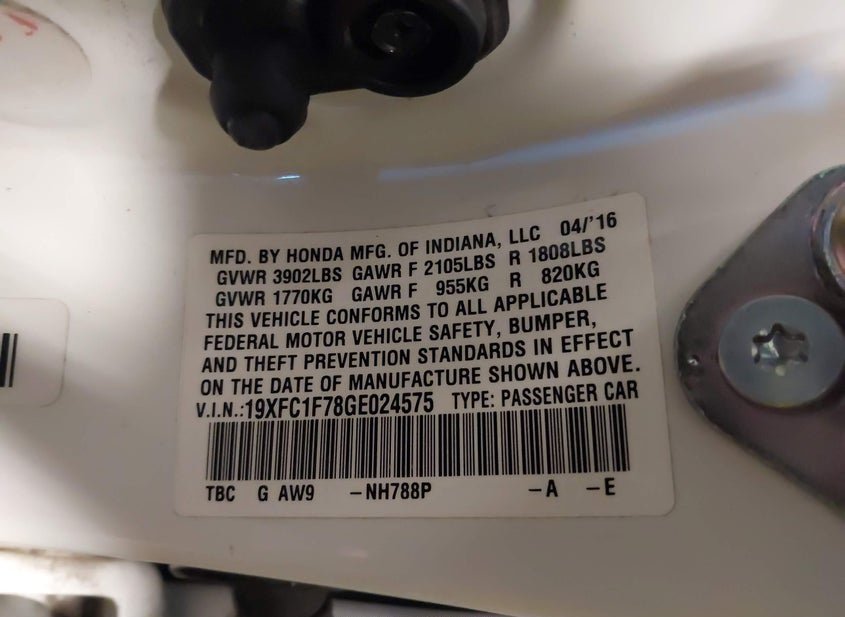 MFD. BY HONDA MFG. OF INDIANA, LLC 04/'16
GVWR 3902LBS GAWR F 2105LBS R 1808LBS
GVWR 1770KG GAWR F 955KG R 820KG
THIS VEHICLE CONFORMS TO ALL APPLICABLE
FEDERAL MOTOR VEHICLE SAFETY, BUMPER,
AND THEFT PREVENTION STANDARDS IN EFFECT
ON THE DATE OF MANUFACTURE SHOWN ABOVE.
V.I.N.:19XFC1F78GE024575 TYPE: PASSENGER CAR
TBC G AW9 -NH788P -A -E